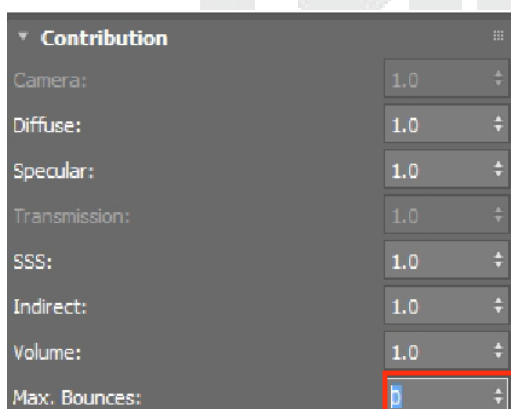 Contribution
Camera: 1.0
Diffuse: 1.0
Specular: 1.0
Transmission: 1.0
SSS: 1.0
Indirect: 1.0
Volume: 1.0
Max. Bounces: 0